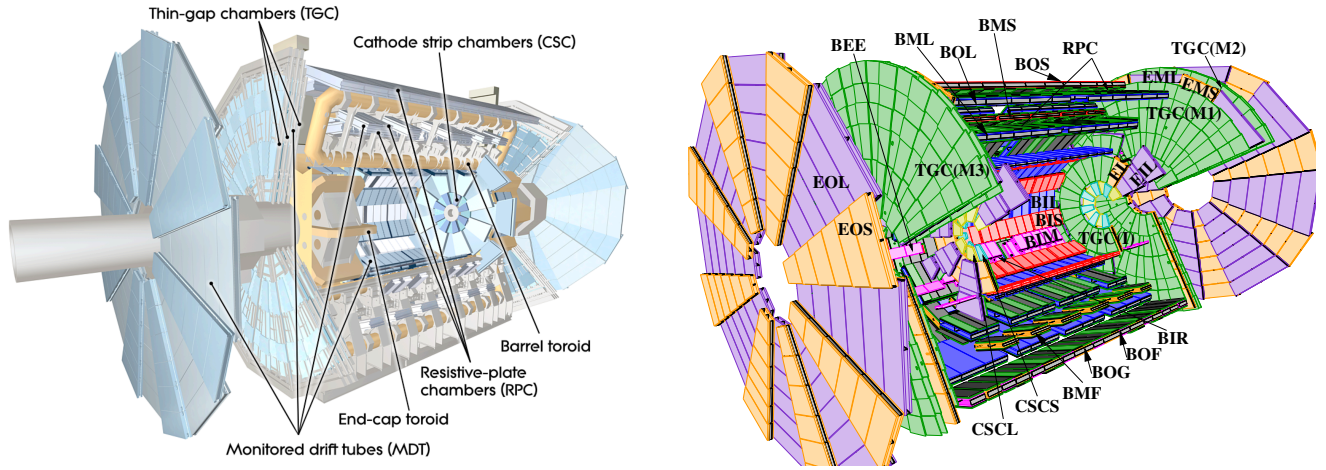 Thin-gap chambers (TGC)
Cathode strip chambers (CSC)
Barrel toroid
Resistive-plate
chambers (RPC)
End-cap toroid
Monitored drift tubes (MDT)
BEE
BML
BOL
BMS
BOS
RPC
TGC(M2)
EML
EMS
TGC(M1)
TGC(M3)
EOL
EOS
EIS
EIL
BIL
BIS
BIM
TGC(I)
BIR
BOF
BOG
BMF
CSCS
CSCL